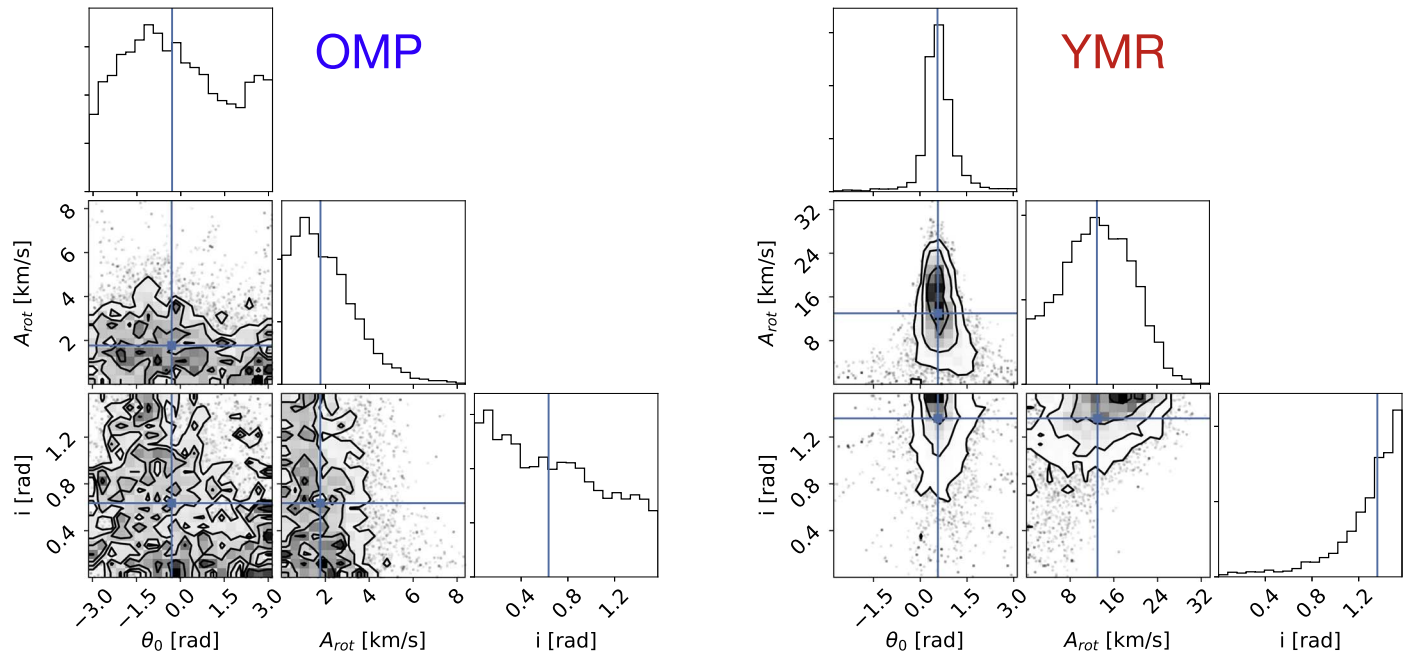 OMP
YMR
8
6
4
2
A_rot [km/s]
32
24
16
8
A_rot [km/s]
1.2
0.8
0.4
i [rad]
1.2
0.8
0.4
i [rad]
−3.0 −1.5 0.0 1.5 3.0
2 4 6 8
0.4 0.8 1.2
−1.5 0.0 1.5 3.0
8 16 24 32
0.4 0.8 1.2
θ_0 [rad]
A_rot [km/s]
i [rad]
θ_0 [rad]
A_rot [km/s]
i [rad]